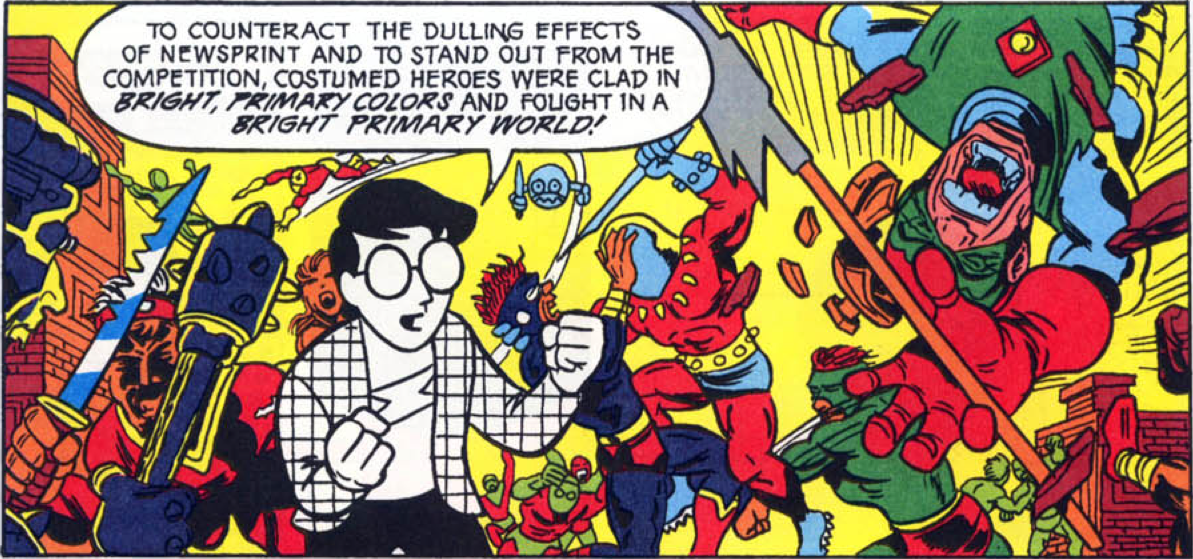 TO COUNTERACT THE DULLING EFFECTS
OF NEWSPRINT AND TO STAND OUT FROM THE
COMPETITION, COSTUMED HEROES WERE CLAD IN
BRIGHT, PRIMARY COLORS AND FOUGHT IN A
BRIGHT PRIMARY WORLD!